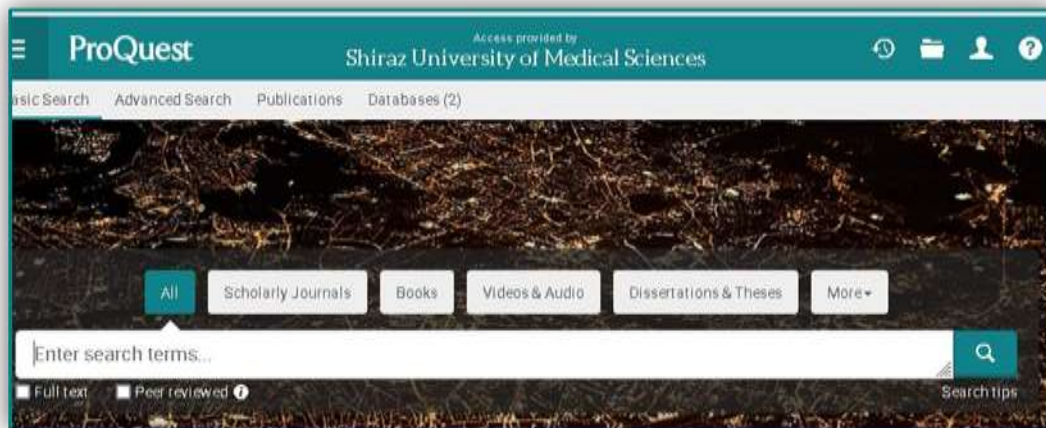 ProQuest
Access provided by
Shiraz University of Medical Sciences
?
asic Search Advanced Search Publications Databases (2)
All Scholarly Journals Books Videos & Audio Dissertations & Theses More
Enter search terms...
Full text Peer reviewed i
Search tips